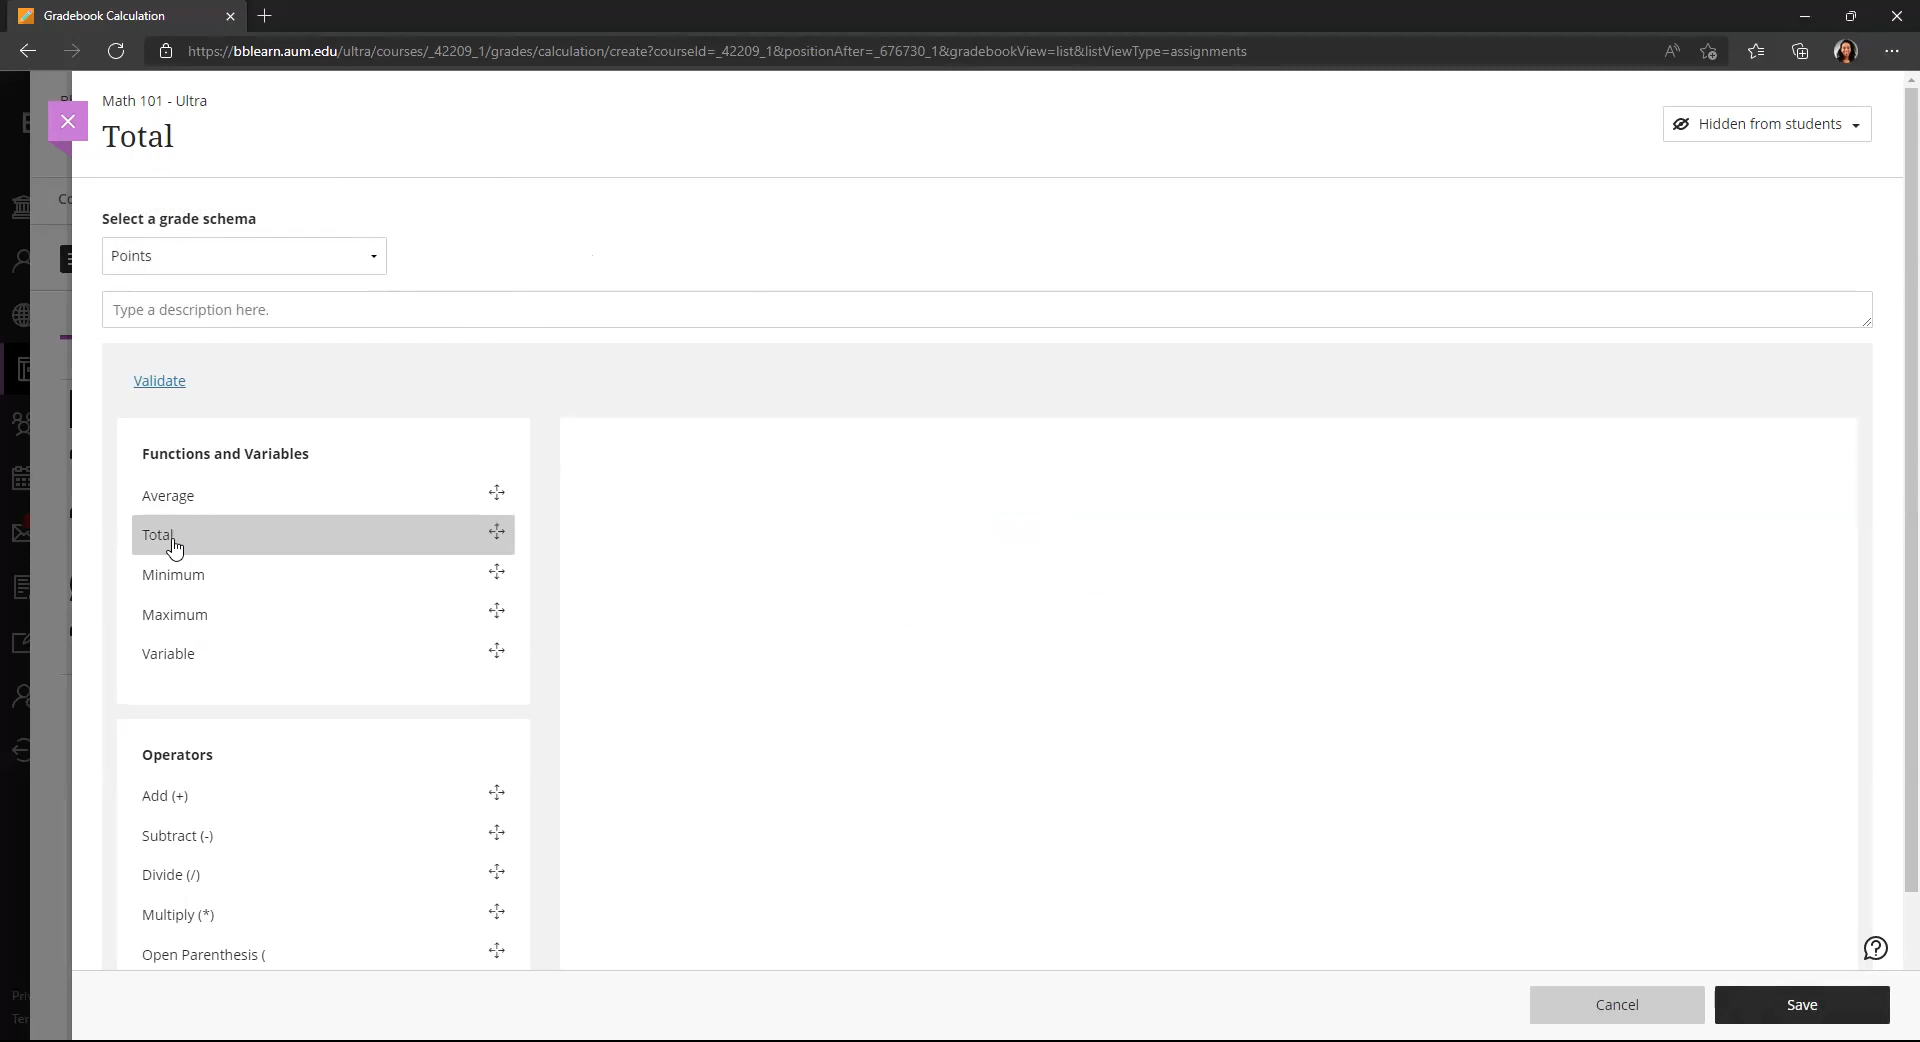 Gradebook Calculation
https://bblearn.aum.edu/ultra/courses/_42209_1/grades/calculation/create?courseId=_42209_1&positionAfter=_676730_1&gradebookView=list&listViewType=assignments
Math 101 - Ultra
Total
Hidden from students
Select a grade schema
Points
Type a description here.
Validate
Functions and Variables
Average
Total
Minimum
Maximum
Variable
Operators
Add (+)
Subtract (-)
Divide (/)
Multiply (*)
Open Parenthesis (
Cancel
Save